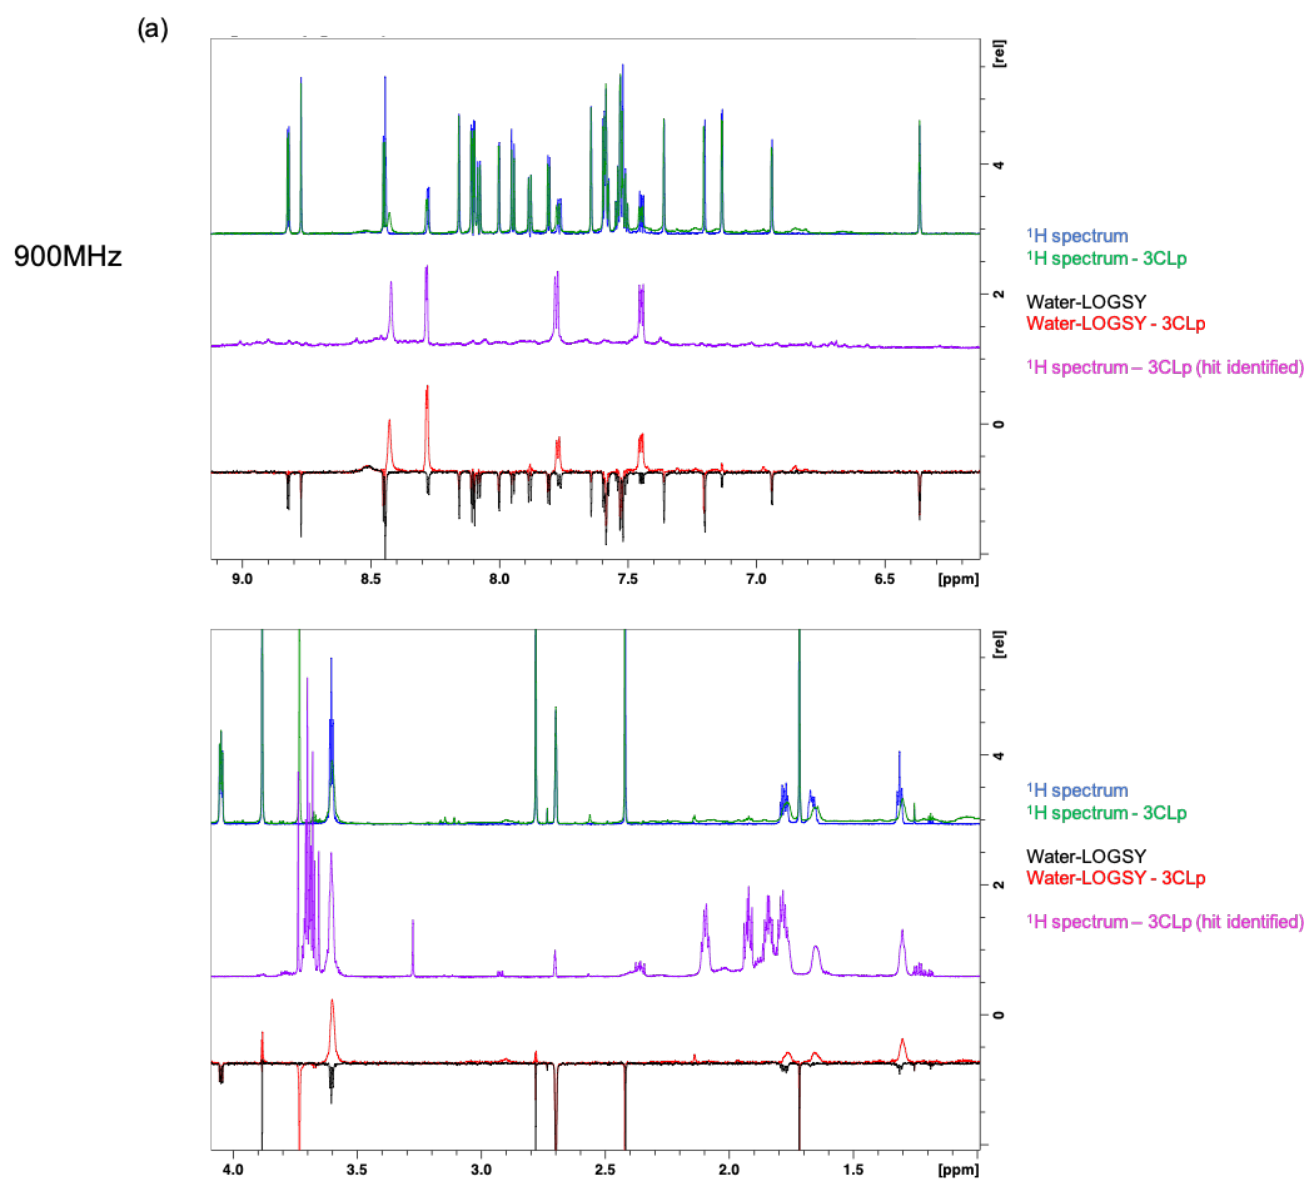 (a)
900MHz
[rel]
4
2
0
9.0 8.5 8.0 7.5 7.0 6.5 [ppm]
¹H spectrum
¹H spectrum - 3CLp
Water-LOGSY
Water-LOGSY - 3CLp
¹H spectrum – 3CLp (hit identified)
[rel]
4
2
0
4.0 3.5 3.0 2.5 2.0 1.5 [ppm]
¹H spectrum
¹H spectrum - 3CLp
Water-LOGSY
Water-LOGSY - 3CLp
¹H spectrum – 3CLp (hit identified)